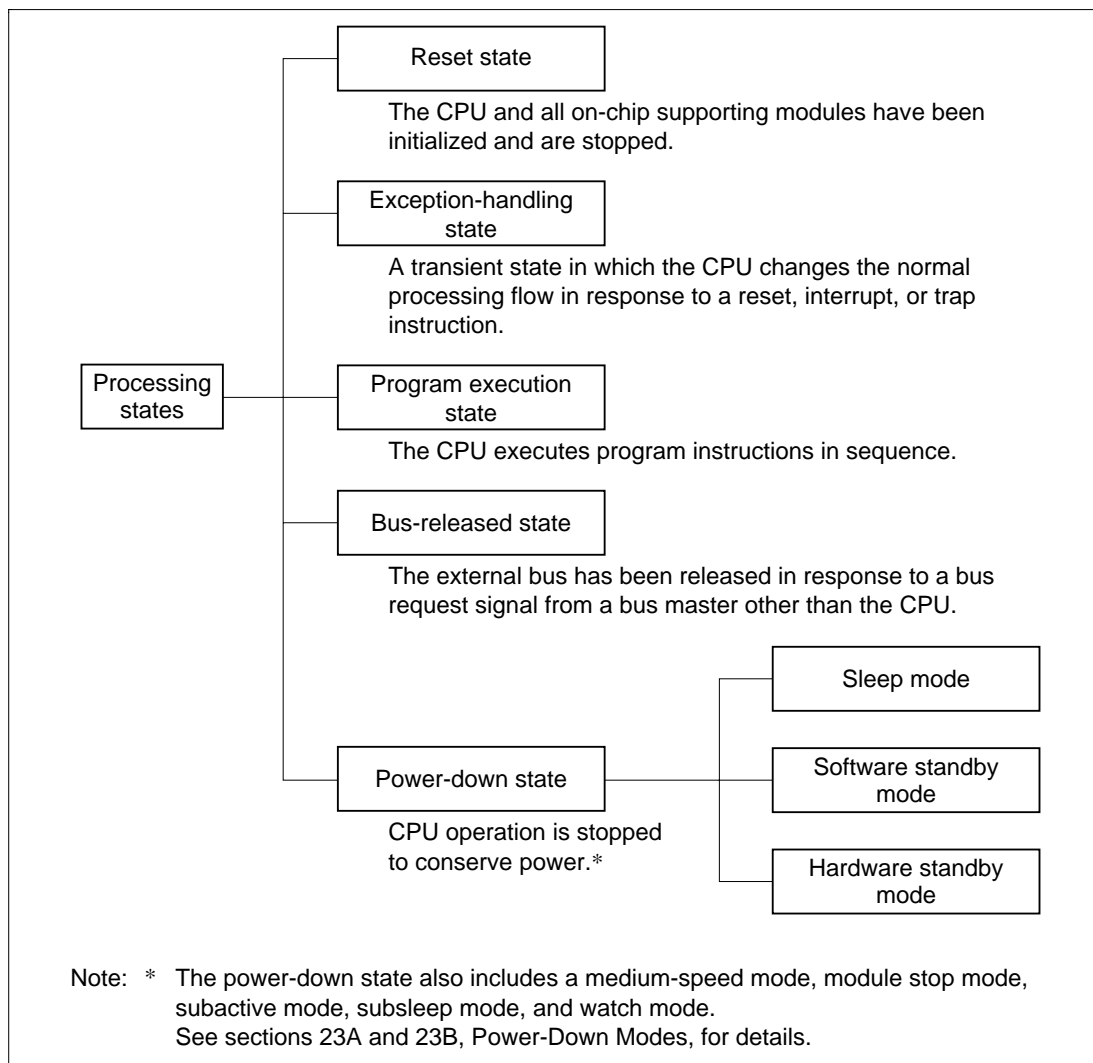 Reset state
The CPU and all on-chip supporting modules have been
initialized and are stopped.
Exception-handling
state
A transient state in which the CPU changes the normal
processing flow in response to a reset, interrupt, or trap
instruction.
Processing
states
Program execution
state
The CPU executes program instructions in sequence.
Bus-released state
The external bus has been released in response to a bus
request signal from a bus master other than the CPU.
Sleep mode
Power-down state
Software standby
mode
CPU operation is stopped
to conserve power.*
Hardware standby
mode
Note: * The power-down state also includes a medium-speed mode, module stop mode,
subactive mode, subsleep mode, and watch mode.
See sections 23A and 23B, Power-Down Modes, for details.